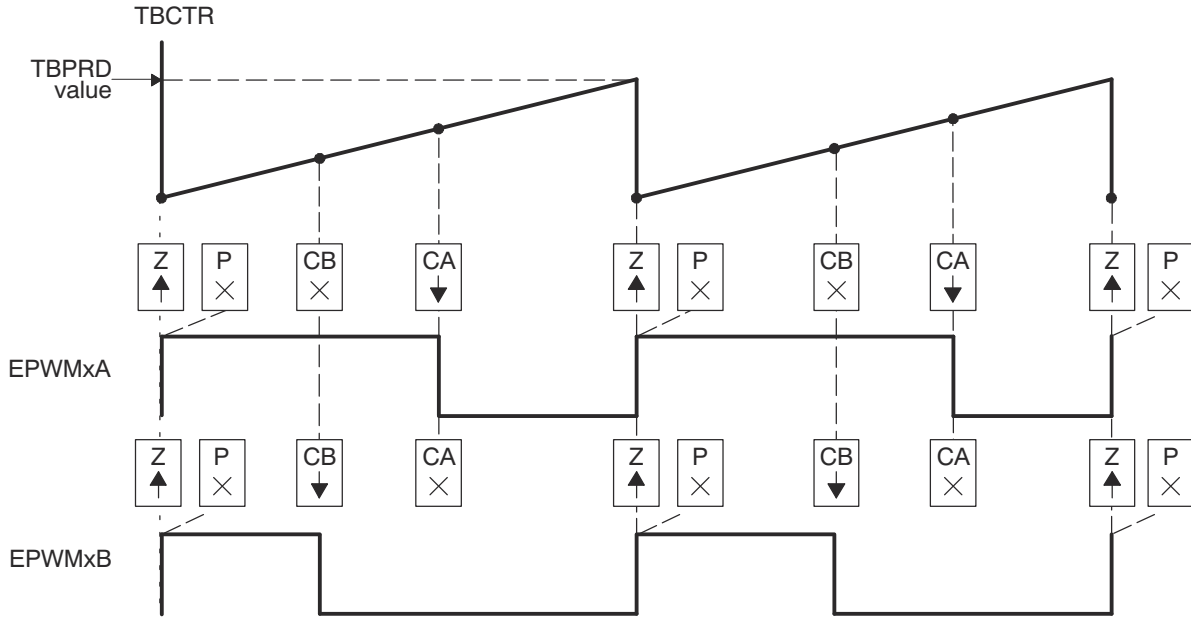 TBCTR
TBPRD
value
Z P CB CA Z P CB CA Z P
EPWMxA
Z P CB CA Z P CB CA Z P
EPWMxB